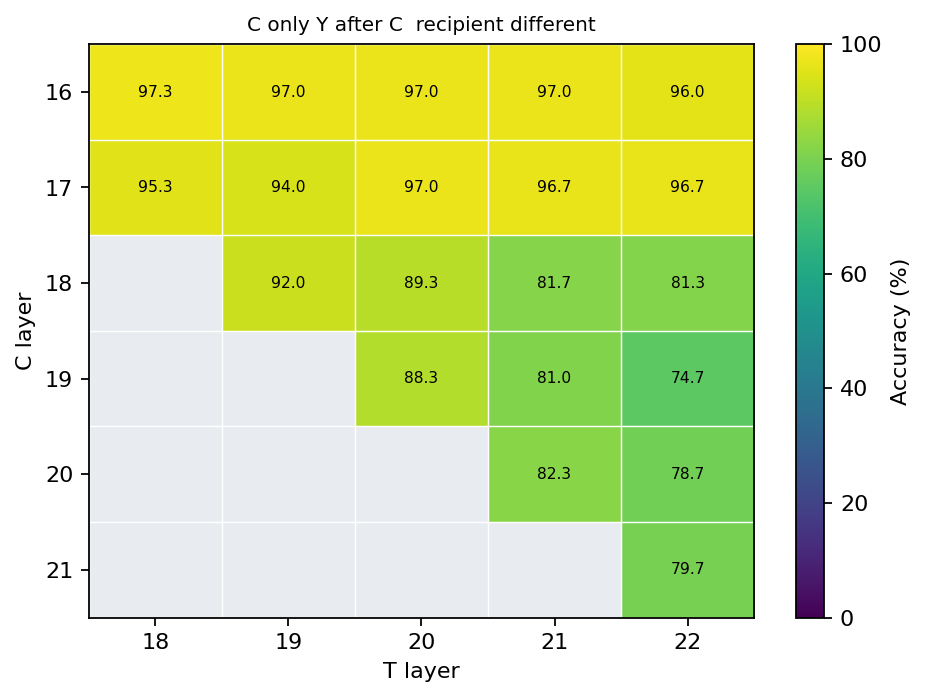 C only Y after C  recipient different
16 97.3 97.0 97.0 97.0 96.0
17 95.3 94.0 97.0 96.7 96.7
18 92.0 89.3 81.7 81.3
19 88.3 81.0 74.7
20 82.3 78.7
21 79.7
18 19 20 21 22
T layer
C layer
100
80
60
40
20
0
Accuracy (%)